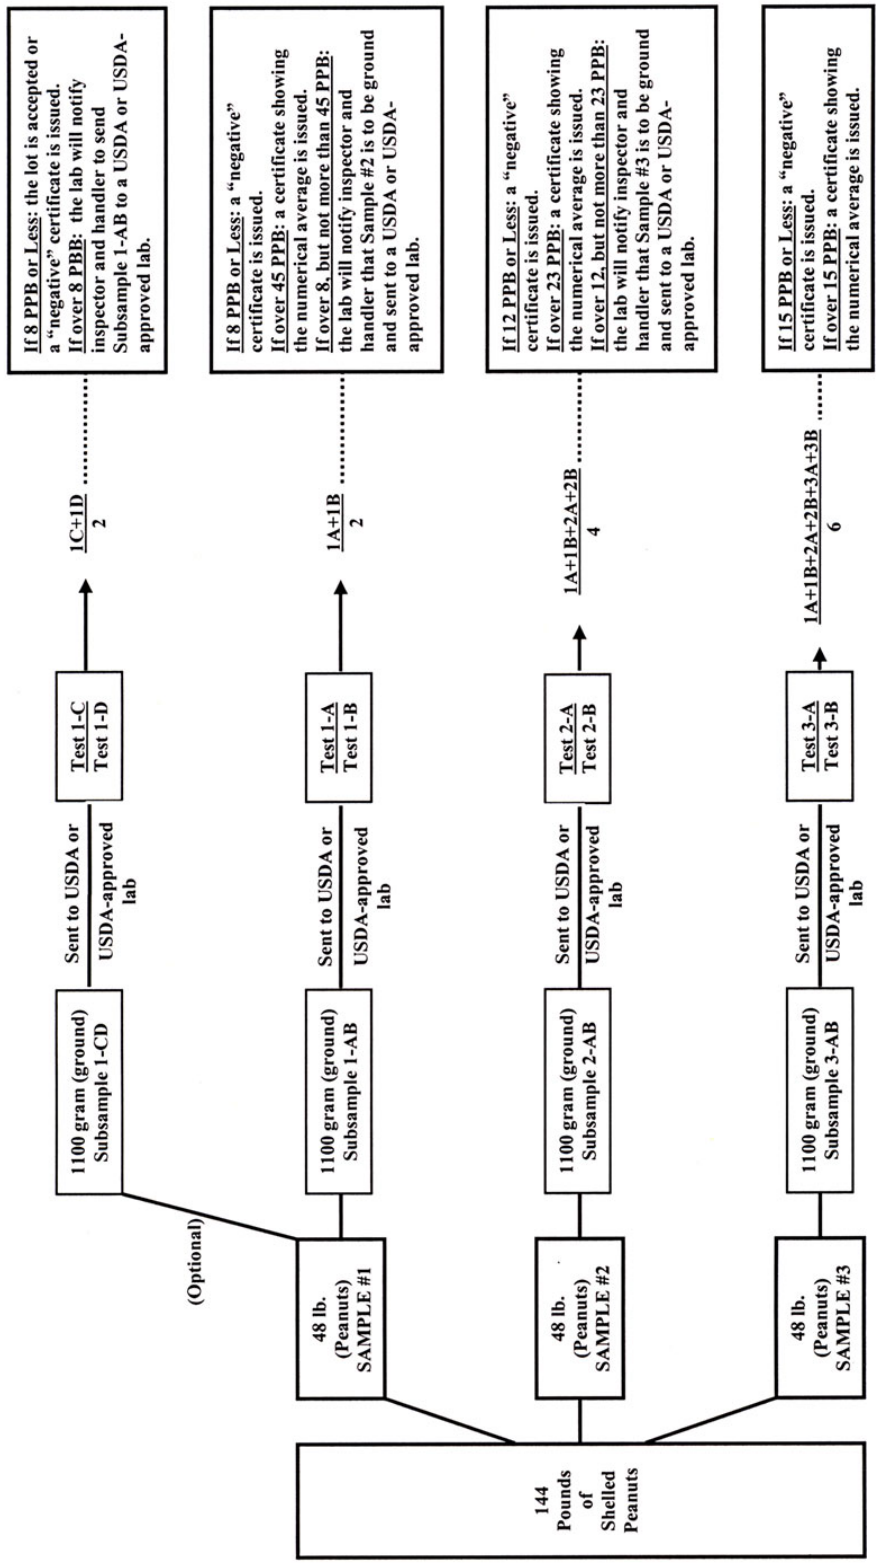 144
Pounds
of
Shelled
Peanuts
48 lb.
(Peanuts)
SAMPLE #1
48 lb.
(Peanuts)
SAMPLE #2
48 lb.
(Peanuts)
SAMPLE #3
(Optional)
1100 gram (ground)
Subsample 1-CD
Sent to USDA or
USDA-approved
lab
Test 1-C
Test 1-D
1C+1D
2
If 8 PPB or Less: the lot is accepted or
a “negative” certificate is issued.
If over 8 PBB: the lab will notify
inspector and handler to send
Subsample 1-AB to a USDA or USDA-
approved lab.
1100 gram (ground)
Subsample 1-AB
Sent to USDA or
USDA-approved
lab
Test 1-A
Test 1-B
1A+1B
2
If 8 PPB or Less: a “negative”
certificate is issued.
If over 45 PPB: a certificate showing
the numerical average is issued.
If over 8, but not more than 45 PPB:
the lab will notify inspector and
handler that Sample #2 is to be ground
and sent to a USDA or USDA-
approved lab.
1100 gram (ground)
Subsample 2-AB
Sent to USDA or
USDA-approved
lab
Test 2-A
Test 2-B
1A+1B+2A+2B
4
If 12 PPB or Less: a “negative”
certificate is issued.
If over 23 PPB: a certificate showing
the numerical average is issued.
If over 12, but not more than 23 PPB:
the lab will notify inspector and
handler that Sample #3 is to be ground
and sent to a USDA or USDA-
approved lab.
1100 gram (ground)
Subsample 3-AB
Sent to USDA or
USDA-approved
lab
Test 3-A
Test 3-B
1A+1B+2A+2B+3A+3B
6
If 15 PPB or Less: a “negative”
certificate is issued.
If over 15 PPB: a certificate showing
the numerical average is issued.